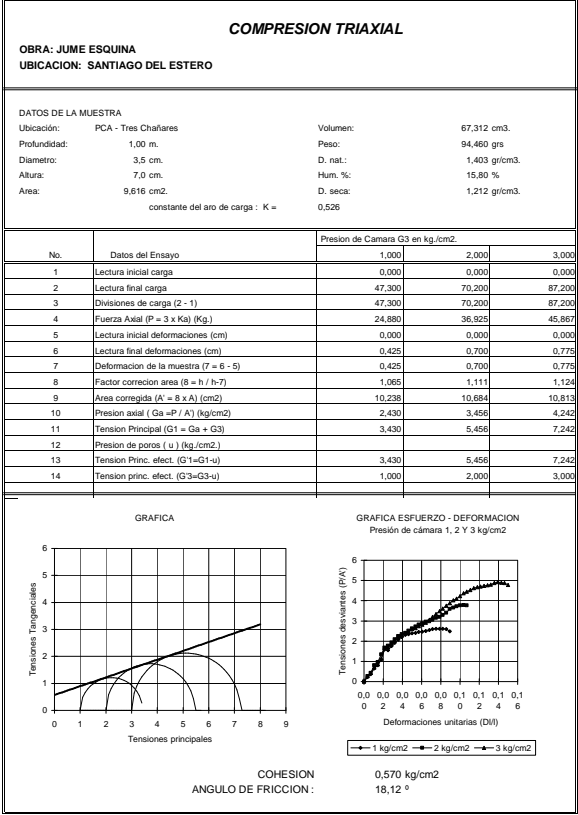 COMPRESION TRIAXIAL
OBRA: JUME ESQUINA
UBICACION: SANTIAGO DEL ESTERO
DATOS DE LA MUESTRA
Ubicación: PCA - Tres Chañares Volumen: 67,312 cm3.
Profundidad: 1,00 m. Peso: 94,460 grs
Diametro: 3,5 cm. D. nat.: 1,403 gr/cm3.
Altura: 7,0 cm. Hum. %: 15,80 %
Area: 9,616 cm2. D. seca: 1,212 gr/cm3.
constante del aro de carga : K = 0,526
Presion de Camara G3 en kg./cm2.
No. Datos del Ensayo 1,000 2,000 3,000
1 Lectura inicial carga 0,000 0,000 0,000
2 Lectura final carga 47,300 70,200 87,200
3 Divisiones de carga (2 - 1) 47,300 70,200 87,200
4 Fuerza Axial (P = 3 x Ka) (Kg.) 24,880 36,925 45,867
5 Lectura inicial deformaciones (cm) 0,000 0,000 0,000
6 Lectura final deformaciones (cm) 0,425 0,700 0,775
7 Deformacion de la muestra (7 = 6 - 5) 0,425 0,700 0,775
8 Factor correcion area (8 = h / h-7) 1,065 1,111 1,124
9 Area corregida (A' = 8 x A) (cm2) 10,238 10,684 10,813
10 Presion axial ( Ga =P / A') (kg/cm2) 2,430 3,456 4,242
11 Tension Principal (G1 = Ga + G3) 3,430 5,456 7,242
12 Presion de poros ( u ) (kg./cm2.)
13 Tension Princ. efect. (G'1=G1-u) 3,430 5,456 7,242
14 Tension princ. efect. (G'3=G3-u) 1,000 2,000 3,000
GRAFICA
6
5
4
3
2
1
0
Tensiones Tangenciales
0 1 2 3 4 5 6 7 8 9
Tensiones principales
GRAFICA ESFUERZO - DEFORMACION
Presión de cámara 1, 2 Y 3 kg/cm2
6
5
4
3
2
1
0
Tensiones desviantes (P/A')
0,0 0,0 0,0 0,0 0,0 0,1 0,1 0,1 0,1
0 2 4 6 8 0 2 4 6
Deformaciones unitarias (Dl/l)
1 kg/cm2 2 kg/cm2 3 kg/cm2
COHESION 0,570 kg/cm2
ANGULO DE FRICCION : 18,12 º